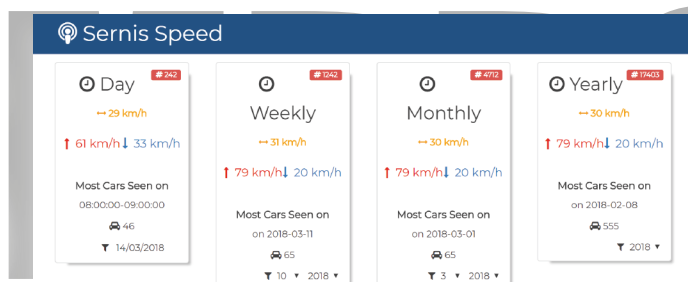 Sernis Speed
# 242
Day
29 km/h
61 km/h 33 km/h
Most Cars Seen on
08:00:00-09:00:00
46
14/03/2018
# 1242
Weekly
31 km/h
79 km/h 20 km/h
Most Cars Seen on
on 2018-03-11
65
10 2018
# 4712
Monthly
30 km/h
79 km/h 20 km/h
Most Cars Seen on
on 2018-03-01
65
3 2018
# 17403
Yearly
30 km/h
79 km/h 20 km/h
Most Cars Seen on
on 2018-02-08
555
2018